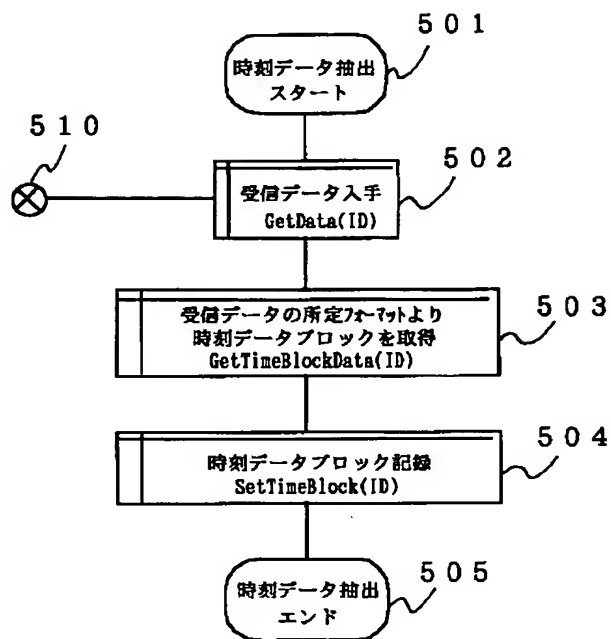 501
時刻データ抽出
スタート
510
502
受信データ入手
GetData(ID)
受信データの所定フォーマットより
時刻データブロックを取得
GetTimeBlockData(ID)
503
時刻データブロック記録
SetTimeBlock(ID)
504
時刻データ抽出
エンド
505